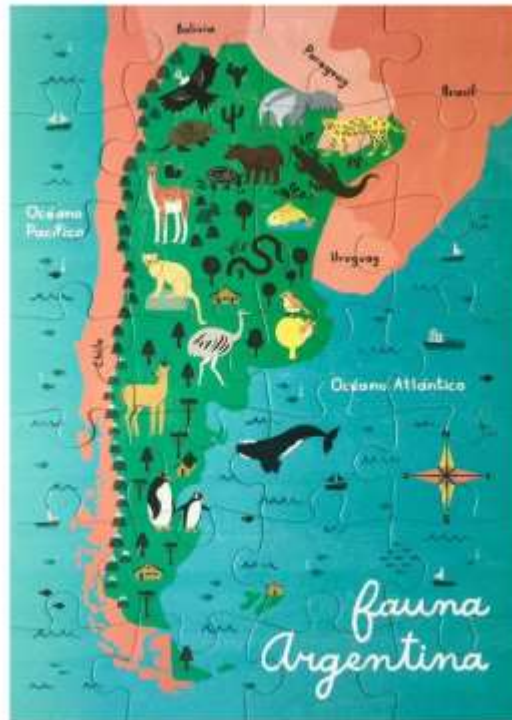 Bolivia
Paraguay
Brasil
Océano
Pacífico
Uruguay
Chile
Océano Atlántico
fauna
Argentina